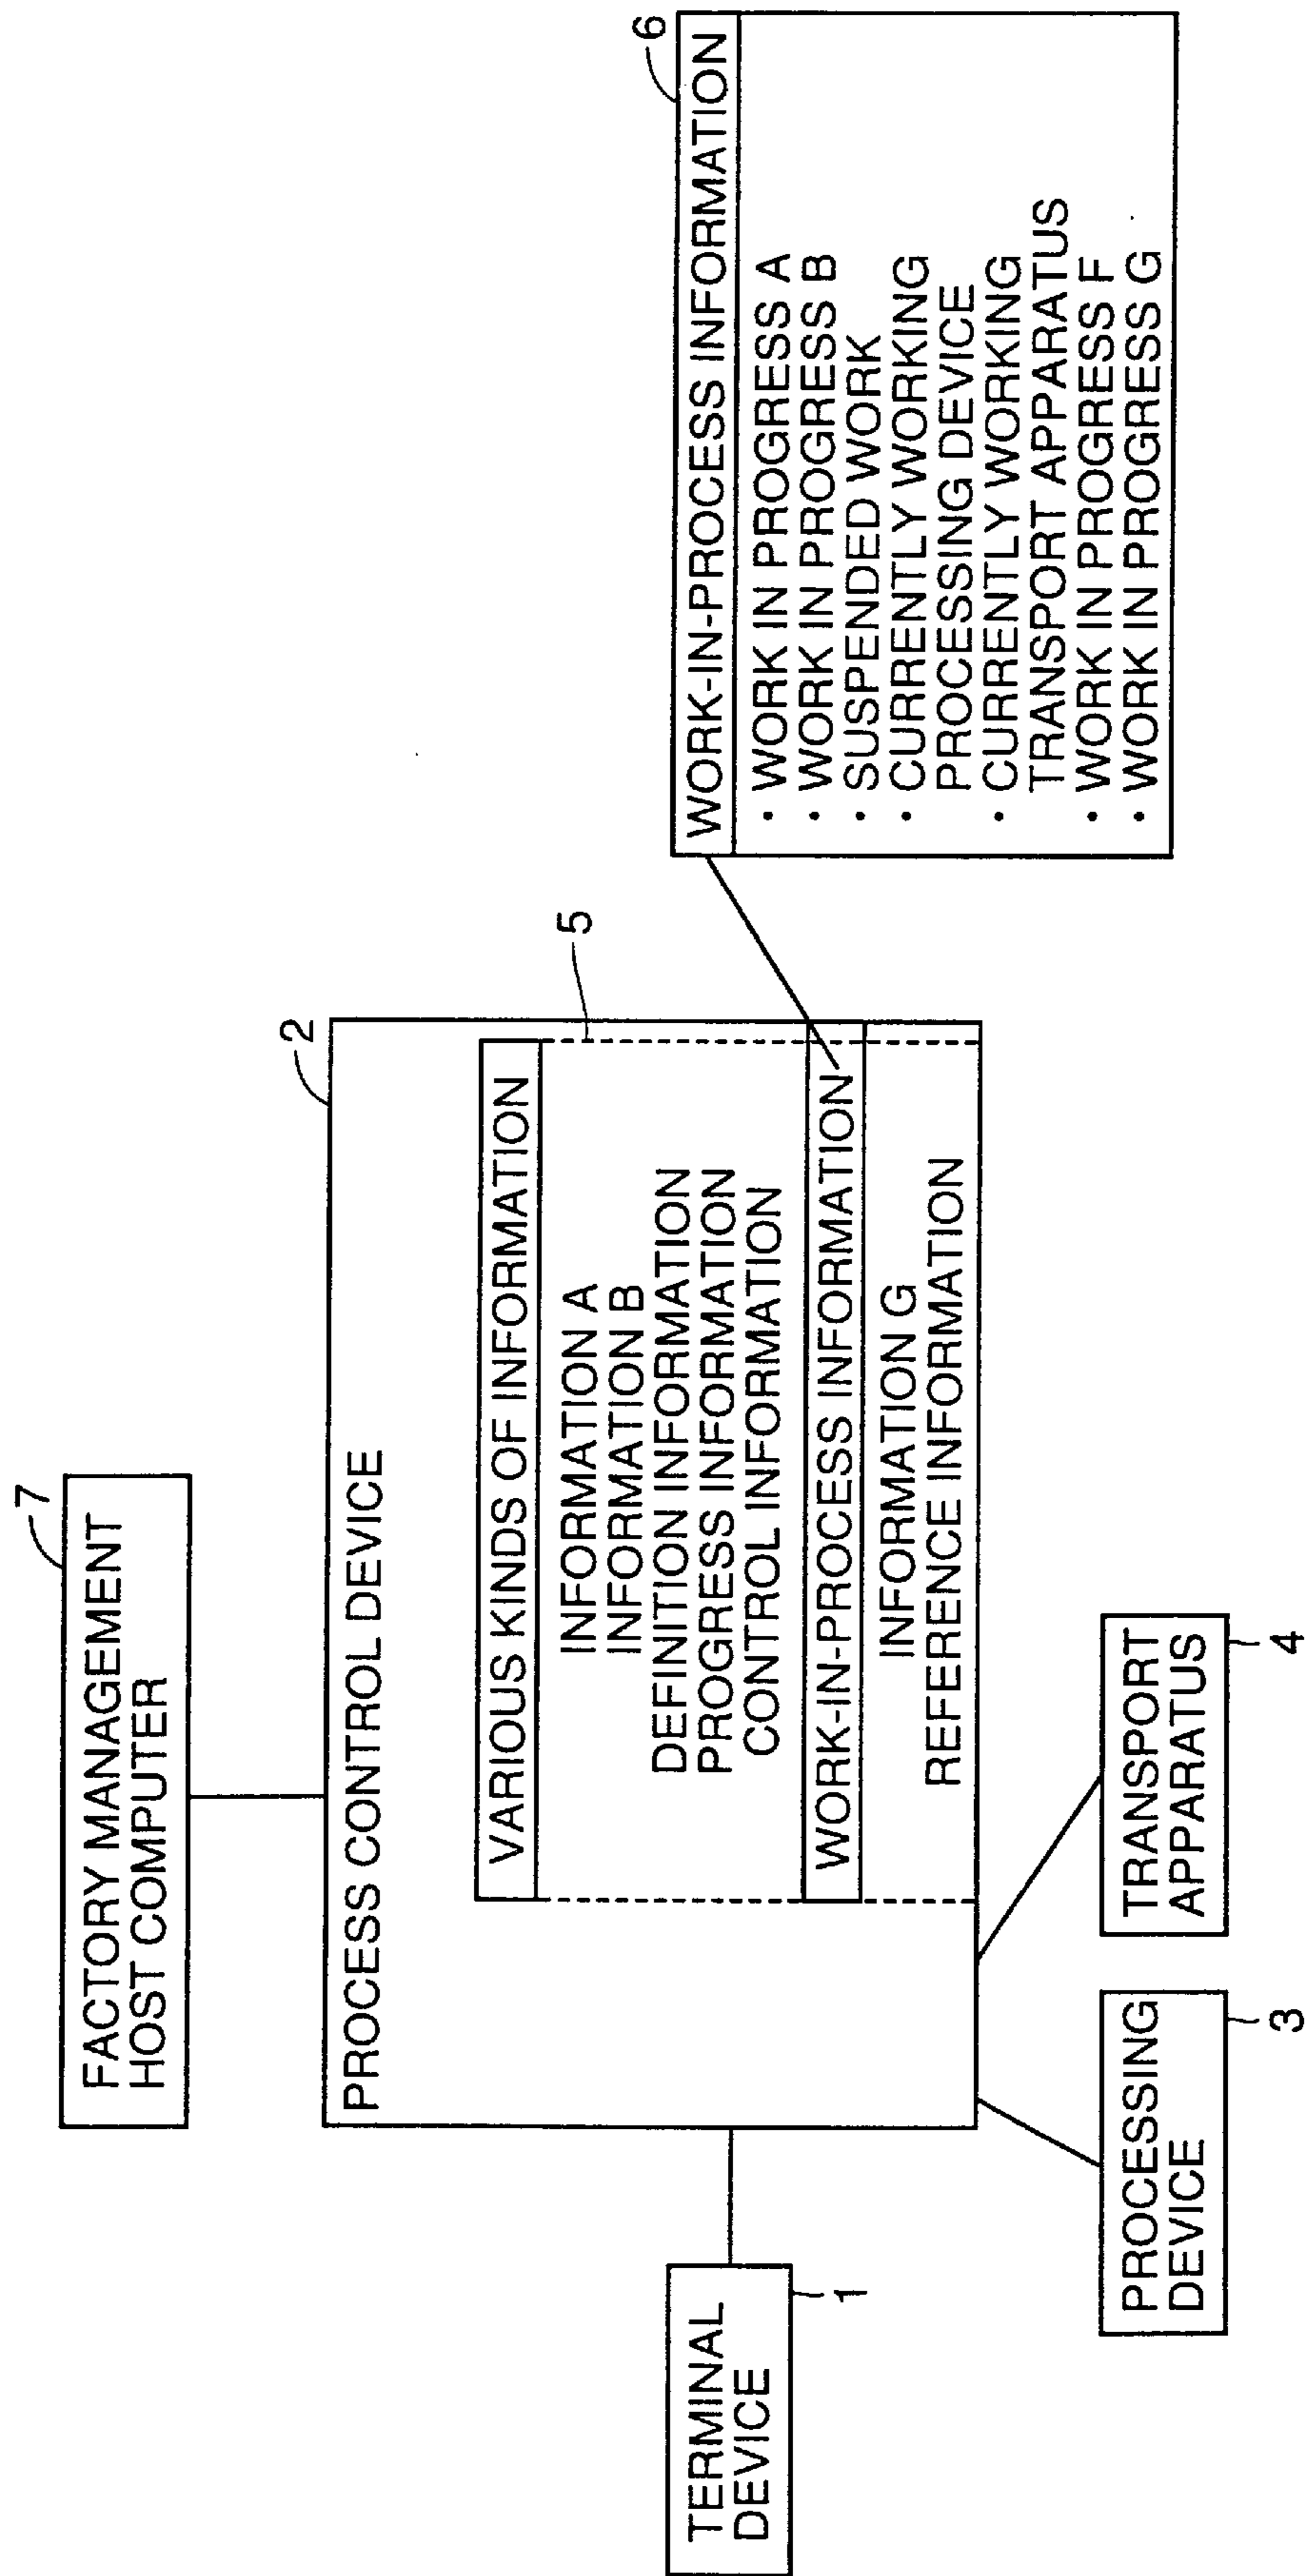 7
FACTORY MANAGEMENT
HOST COMPUTER
2
PROCESS CONTROL DEVICE
VARIOUS KINDS OF INFORMATION
5
INFORMATION A
INFORMATION B
DEFINITION INFORMATION
PROGRESS INFORMATION
CONTROL INFORMATION
WORK-IN-PROCESS INFORMATION
INFORMATION G
REFERENCE INFORMATION
6
WORK-IN-PROCESS INFORMATION
• WORK IN PROGRESS A
• WORK IN PROGRESS B
• SUSPENDED WORK
• CURRENTLY WORKING
PROCESSING DEVICE
• CURRENTLY WORKING
TRANSPORT APPARATUS
• WORK IN PROGRESS F
• WORK IN PROGRESS G
TERMINAL
DEVICE
1
PROCESSING
DEVICE
3
TRANSPORT
APPARATUS
4